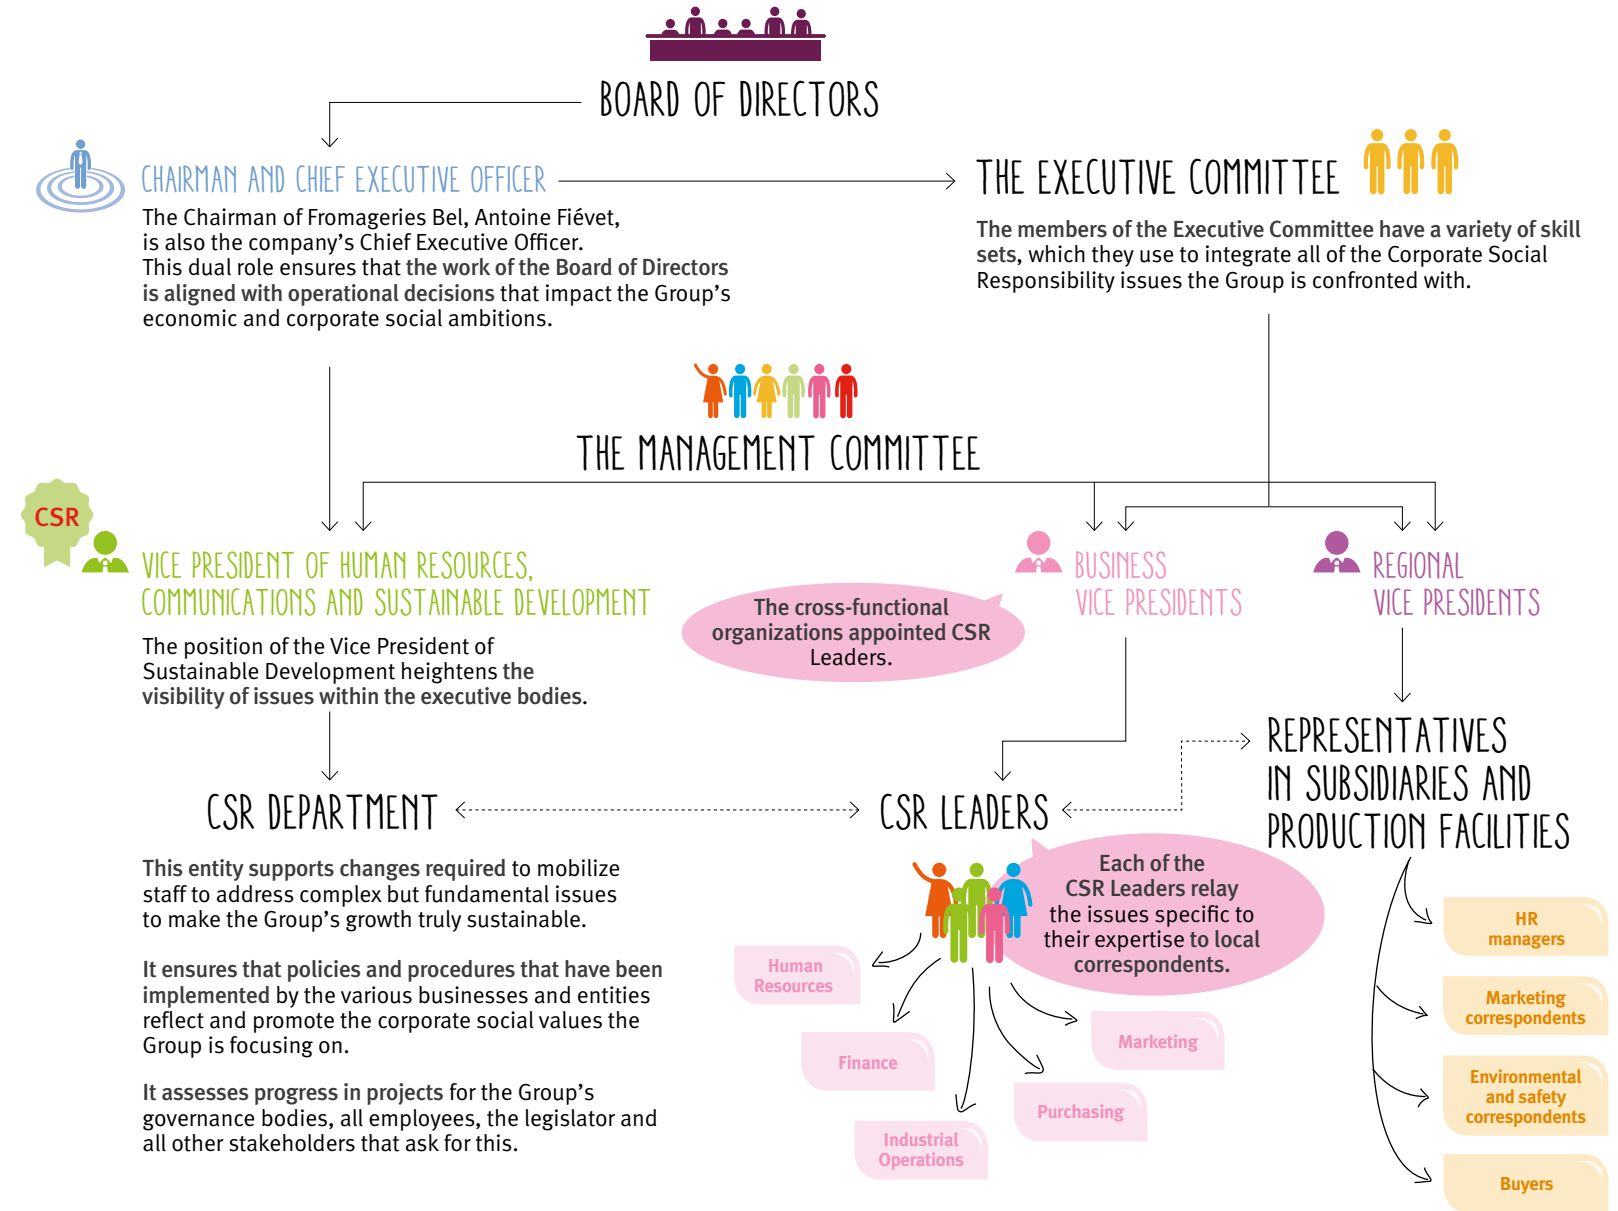 BOARD OF DIRECTORS
CHAIRMAN AND CHIEF EXECUTIVE OFFICER
The Chairman of Fromageries Bel, Antoine Fiévet,
is also the company’s Chief Executive Officer.
This dual role ensures that the work of the Board of Directors
is aligned with operational decisions that impact the Group’s
economic and corporate social ambitions.
THE EXECUTIVE COMMITTEE
The members of the Executive Committee have a variety of skill
sets, which they use to integrate all of the Corporate Social
Responsibility issues the Group is confronted with.
THE MANAGEMENT COMMITTEE
CSR
VICE PRESIDENT OF HUMAN RESOURCES,
COMMUNICATIONS AND SUSTAINABLE DEVELOPMENT
The position of the Vice President of
Sustainable Development heightens the
visibility of issues within the executive bodies.
The cross-functional
organizations appointed CSR
Leaders.
BUSINESS
VICE PRESIDENTS
REGIONAL
VICE PRESIDENTS
CSR DEPARTMENT
This entity supports changes required to mobilize
staff to address complex but fundamental issues
to make the Group’s growth truly sustainable.
It ensures that policies and procedures that have been
implemented by the various businesses and entities
reflect and promote the corporate social values the
Group is focusing on.
It assesses progress in projects for the Group’s
governance bodies, all employees, the legislator and
all other stakeholders that ask for this.
CSR LEADERS
Each of the
CSR Leaders relay
the issues specific to
their expertise to local
correspondents.
Human
Resources
Finance
Industrial
Operations
Purchasing
Marketing
REPRESENTATIVES
IN SUBSIDIARIES AND
PRODUCTION FACILITIES
HR
managers
Marketing
correspondents
Environmental
and safety
correspondents
Buyers